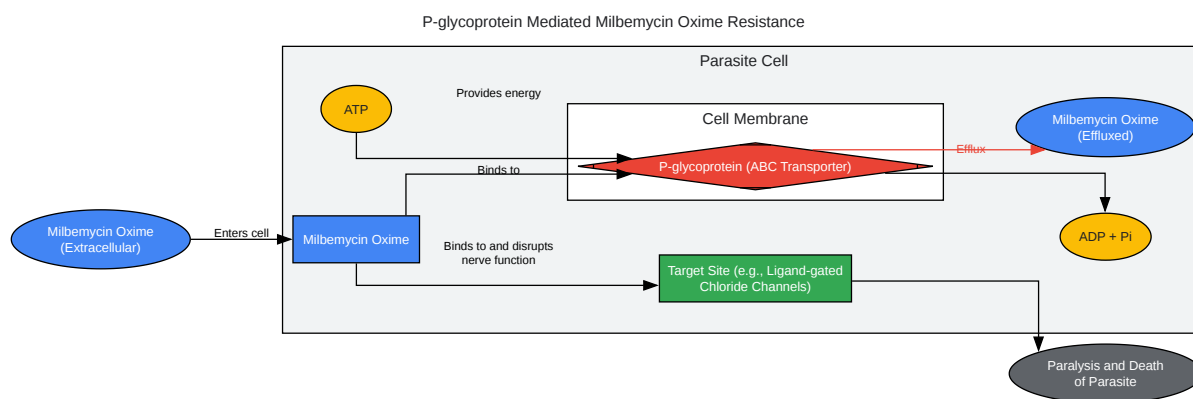 P-glycoprotein Mediated Milbemycin Oxime Resistance
Parasite Cell
ATP
Provides energy
Cell Membrane
Milbemycin Oxime
(Effluxed)
P-glycoprotein (ABC Transporter)
Efflux
Binds to
Milbemycin Oxime
(Extracellular)
Enters cell
Milbemycin Oxime
ADP + Pi
Binds to and disrupts
nerve function
Target Site (e.g., Ligand-gated
Chloride Channels)
Paralysis and Death
of Parasite